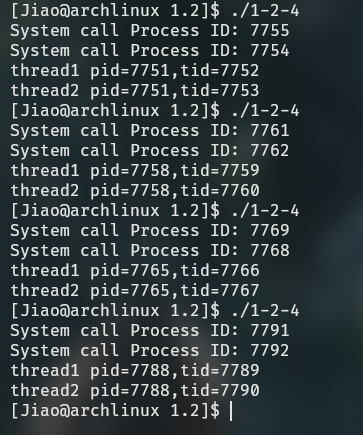 [Jiao@archlinux 1.2]$ ./1-2-4
System call Process ID: 7755
System call Process ID: 7754
thread1 pid=7751,tid=7752
thread2 pid=7751,tid=7753
[Jiao@archlinux 1.2]$ ./1-2-4
System call Process ID: 7761
System call Process ID: 7762
thread1 pid=7758,tid=7759
thread2 pid=7758,tid=7760
[Jiao@archlinux 1.2]$ ./1-2-4
System call Process ID: 7769
System call Process ID: 7768
thread1 pid=7765,tid=7766
thread2 pid=7765,tid=7767
[Jiao@archlinux 1.2]$ ./1-2-4
System call Process ID: 7791
System call Process ID: 7792
thread1 pid=7788,tid=7789
thread2 pid=7788,tid=7790
[Jiao@archlinux 1.2]$